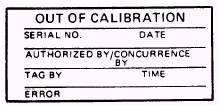 OUT OF CALIBRATION
SERIAL NO. DATE
AUTHORIZED BY/CONCURRENCE
BY
TAG BY TIME
ERROR